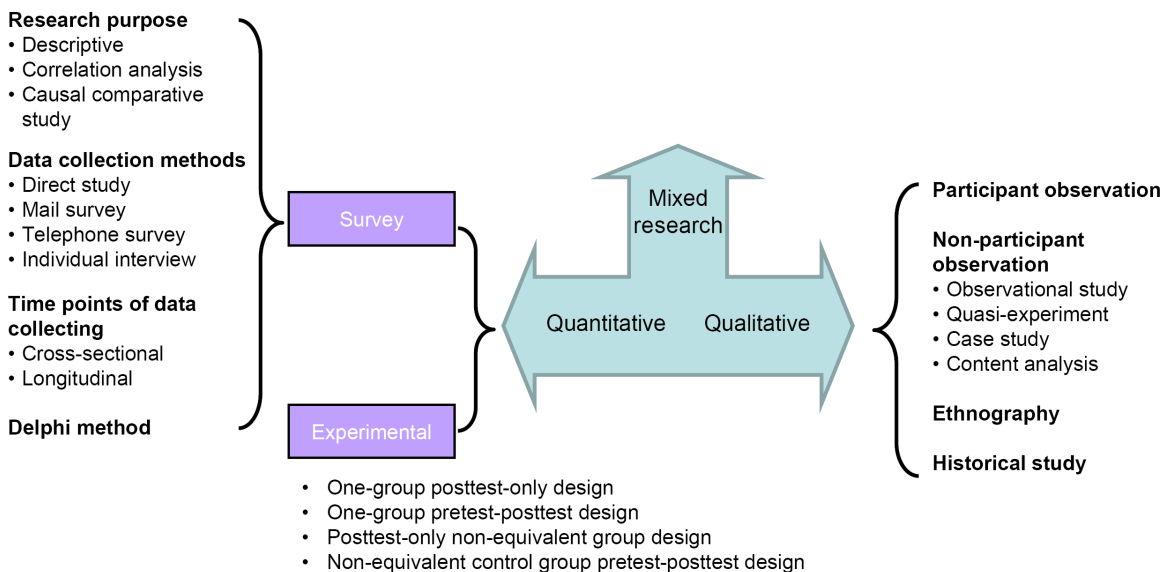 Research purpose
• Descriptive
• Correlation analysis
• Causal comparative
study
Data collection methods
• Direct study
• Mail survey
• Telephone survey
• Individual interview
Time points of data
collecting
• Cross-sectional
• Longitudinal
Delphi method
Survey
Experimental
• One-group posttest-only design
• One-group pretest-posttest design
• Posttest-only non-equivalent group design
• Non-equivalent control group pretest-posttest design
Mixed
research
Quantitative
Qualitative
Participant observation
Non-participant
observation
• Observational study
• Quasi-experiment
• Case study
• Content analysis
Ethnography
Historical study